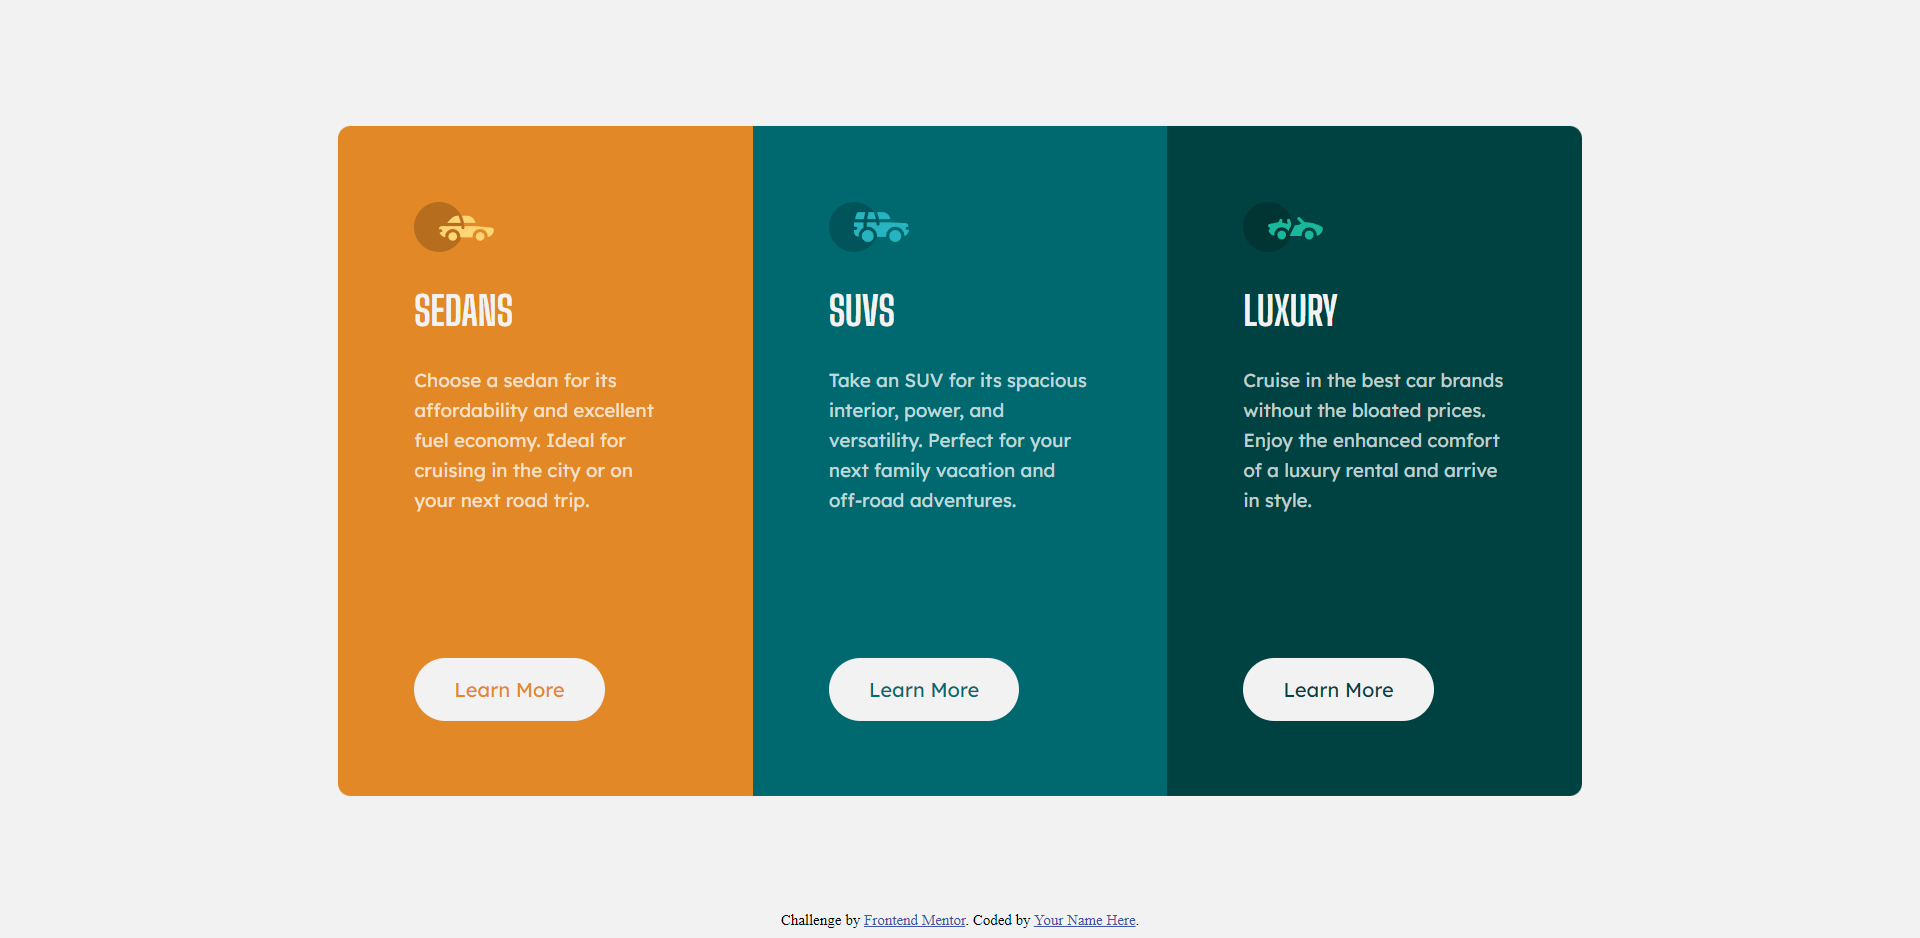 SEDANS
Choose a sedan for its
affordability and excellent
fuel economy. Ideal for
cruising in the city or on
your next road trip.
Learn More
SUVS
Take an SUV for its spacious
interior, power, and
versatility. Perfect for your
next family vacation and
off-road adventures.
Learn More
LUXURY
Cruise in the best car brands
without the bloated prices.
Enjoy the enhanced comfort
of a luxury rental and arrive
in style.
Learn More
Challenge by Frontend Mentor. Coded by Your Name Here.